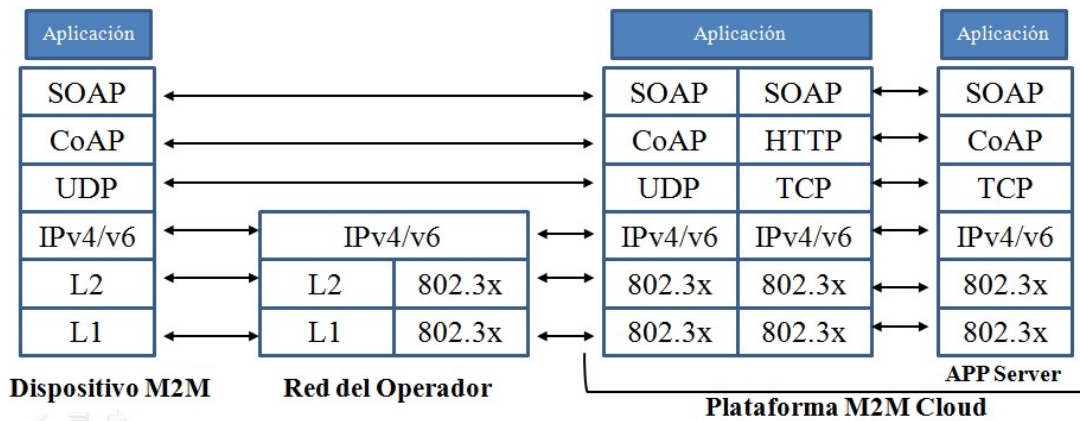 Aplicación Aplicación Aplicación
SOAP SOAP SOAP SOAP
CoAP CoAP HTTP CoAP
UDP UDP TCP TCP
IPv4/v6 IPv4/v6 IPv4/v6 IPv4/v6 IPv4/v6
L2 L2 802.3x 802.3x 802.3x 802.3x
L1 L1 802.3x 802.3x 802.3x 802.3x
Dispositivo M2M Red del Operador APP Server
Plataforma M2M Cloud